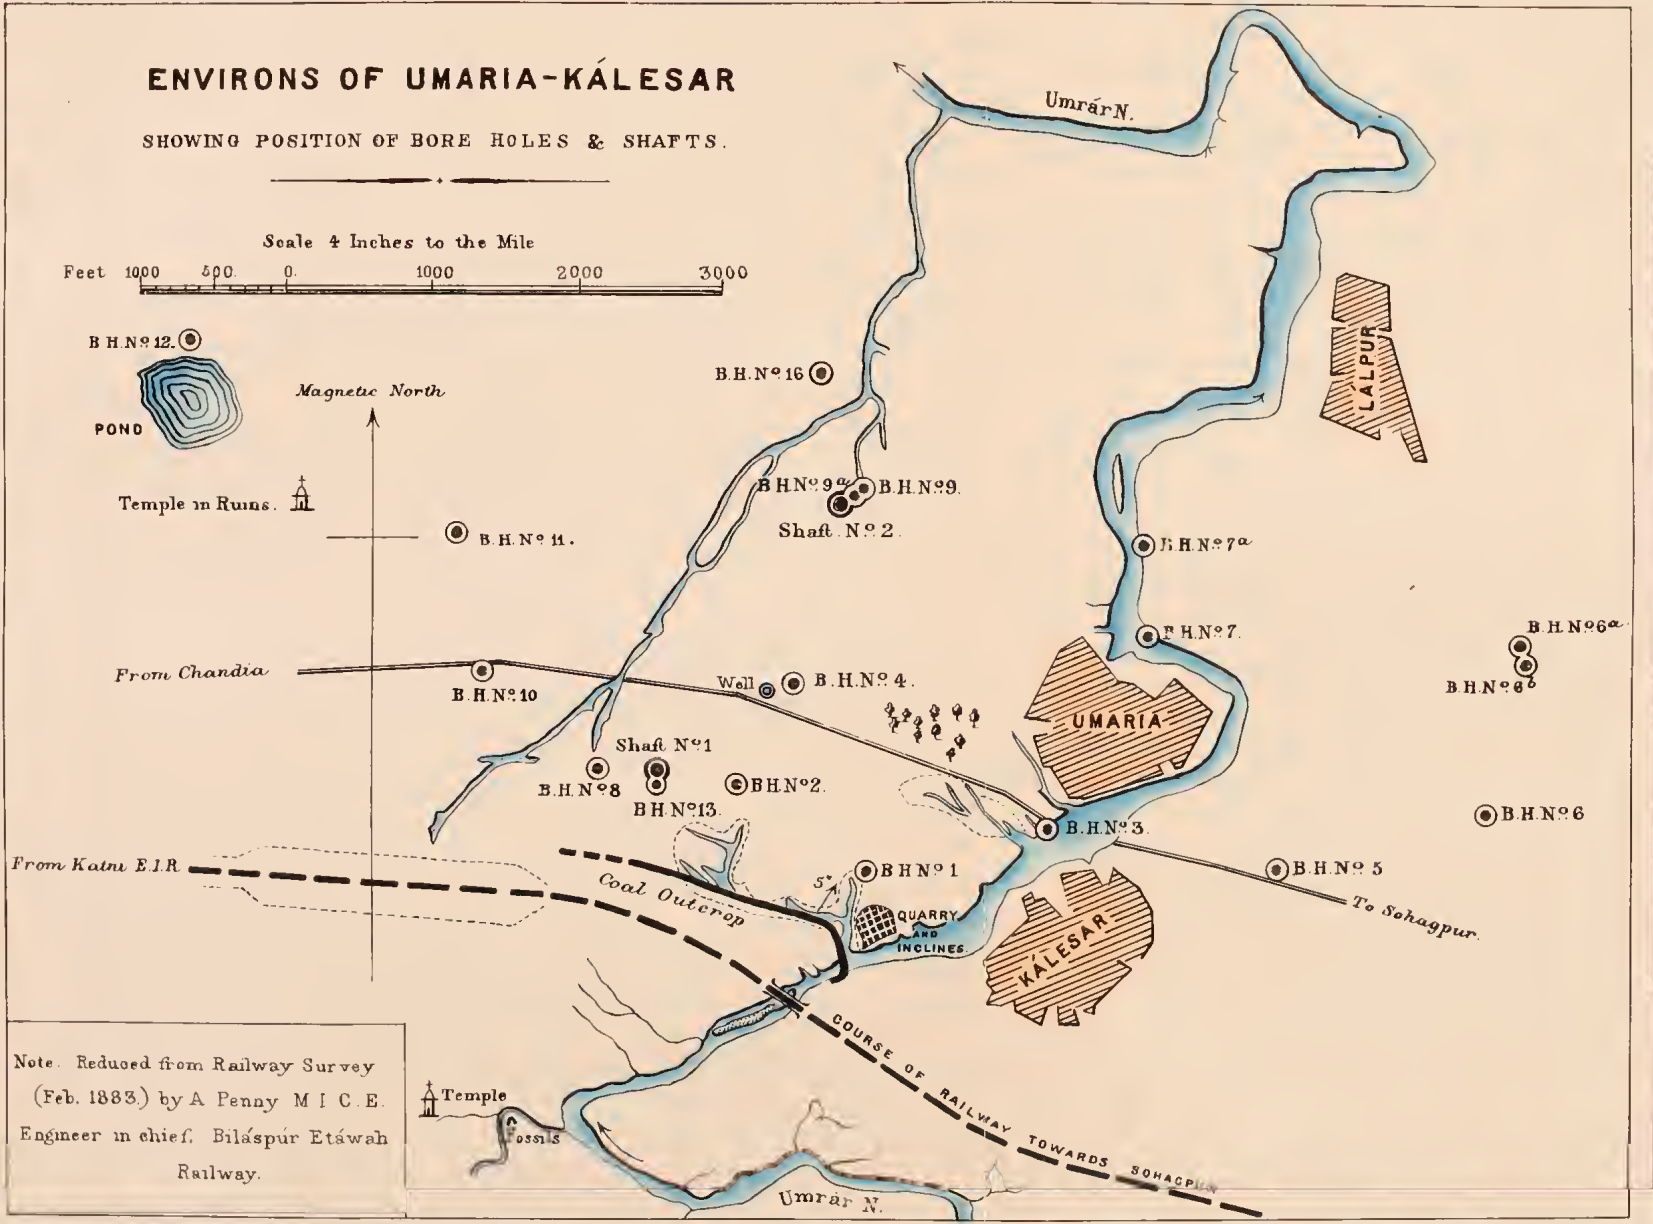 ENVIRONS OF UMARIA-KÁLESAR
SHOWING POSITION OF BORE HOLES & SHAFTS.
Scale 4 Inches to the Mile
Feet 1000 500. 0. 1000 2000 3000
Umrár N.
B.H.Nº 12.
POND
Magnetic North
B.H.Nº 16
LÁLPUR
Temple in Ruins.
B.H.Nº 11.
B.H.Nº 9ª
B.H.Nº 9.
Shaft Nº 2.
B.H.Nº 7ª
B.H.Nº 7.
B.H.Nº 6ª
B.H.Nº 6b
From Chandia
B.H.Nº 10
Well
B.H.Nº 4.
UMARIA
Shaft Nº 1
B.H.Nº 8
B.H.Nº 13.
B.H.Nº 2.
B.H.Nº 3.
B.H.Nº 6
From Katni E.I.R.
Coal Outcrop
5°
B.H.Nº 1
B.H.Nº 5
QUARRY
AND
INCLINES.
KÁLESAR
To Sohagpur.
COURSE OF RAILWAY TOWARDS SOHAGPUR
Note. Reduced from Railway Survey
(Feb. 1883.) by A Penny M I C. E.
Engineer in chief. Biláspúr Etáwah
Railway.
Temple
Fossils
Umrár N.